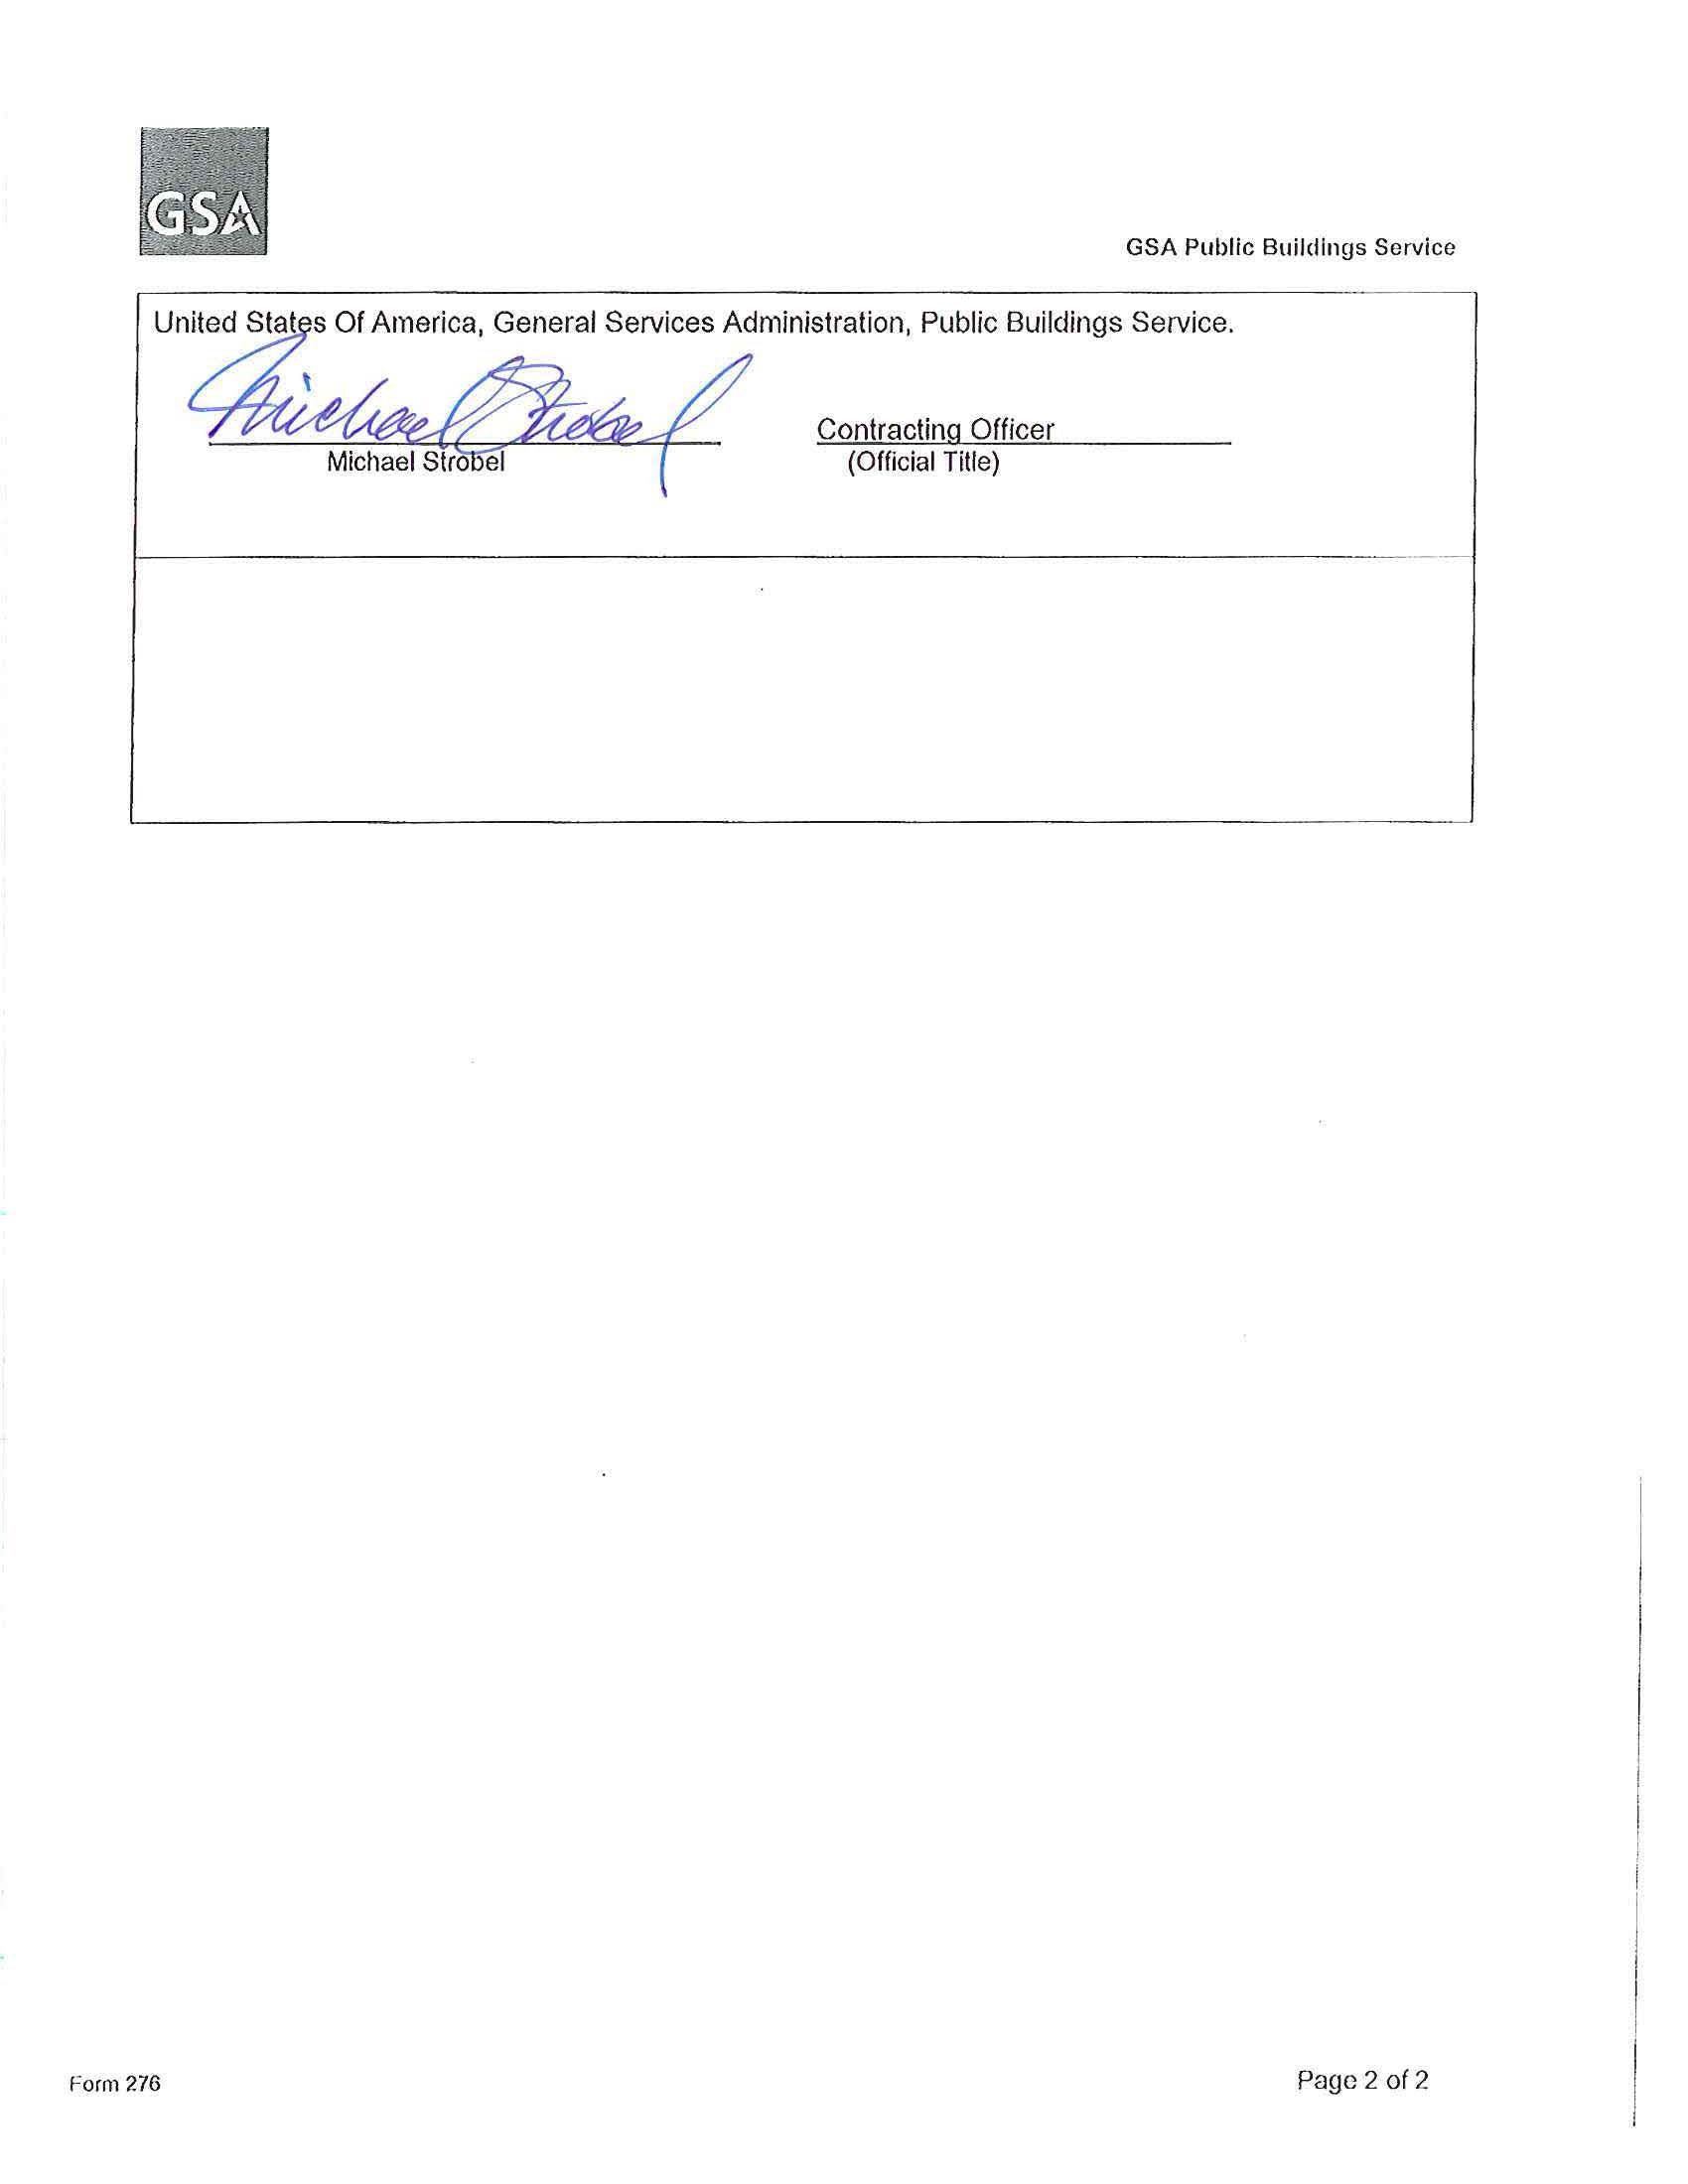 GSA
GSA Public Buildings Service
United States Of America, General Services Administration, Public Buildings Service.
Michael Strobel
Contracting Officer
Michael Strobel
(Official Title)
Form 276
Page 2 of 2